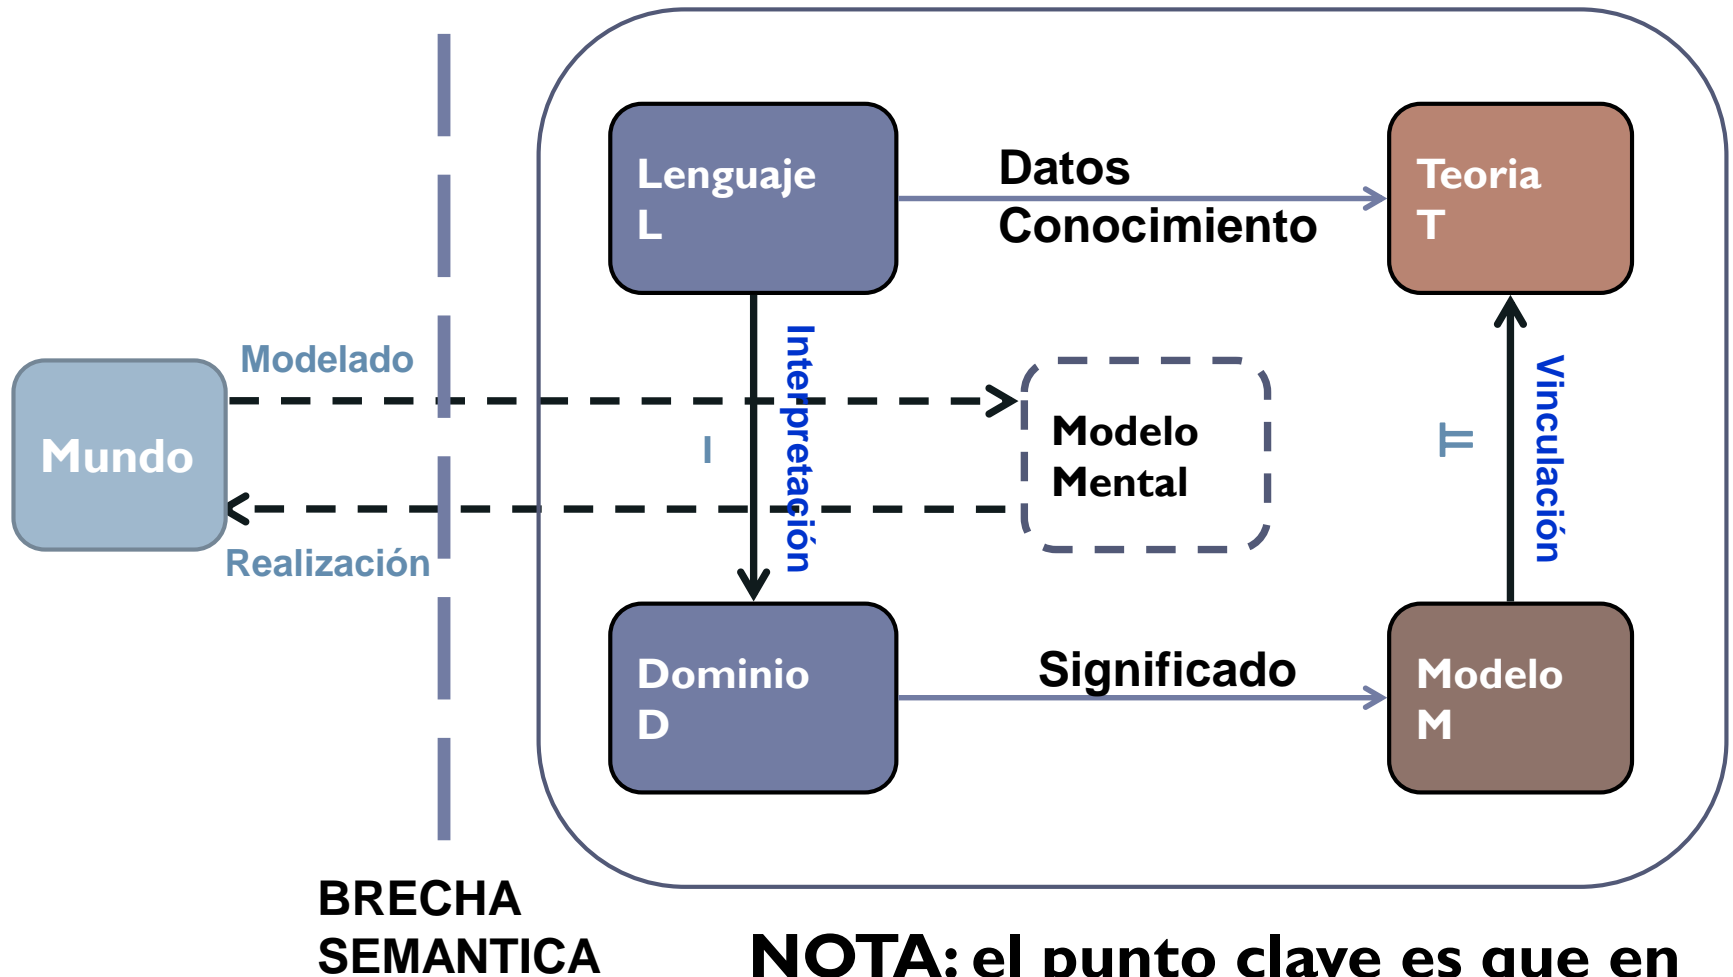 Lenguaje
L
Datos
Conocimiento
Teoria
T
Modelado
Mundo
Realización
I
Interpretación
Modelo
Mental
⊨
Vinculación
Dominio
D
Significado
Modelo
M
BRECHA
SEMANTICA
NOTA: el punto clave es que en